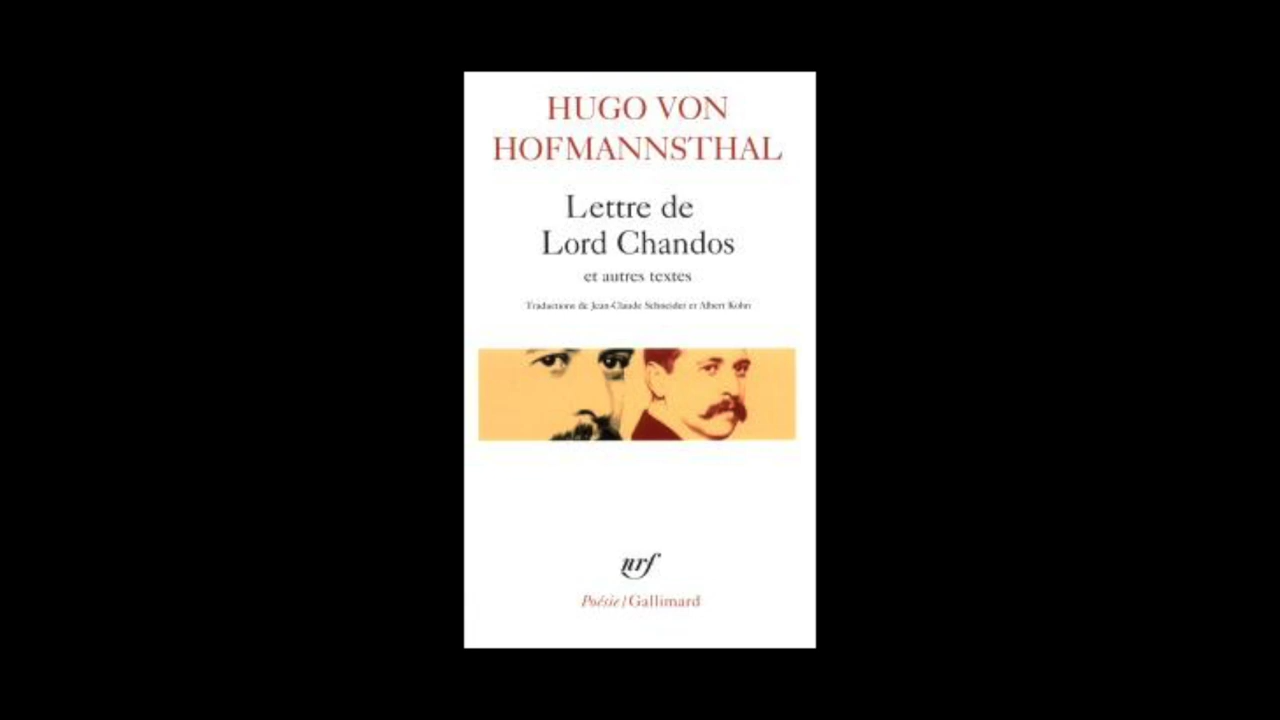 HUGO VON
HOFMANNSTHAL
Lettre de
Lord Chandos
et autres textes
Traductions de Jean-Claude Schneider et Albert Kohn
nrf
Poésie/Gallimard